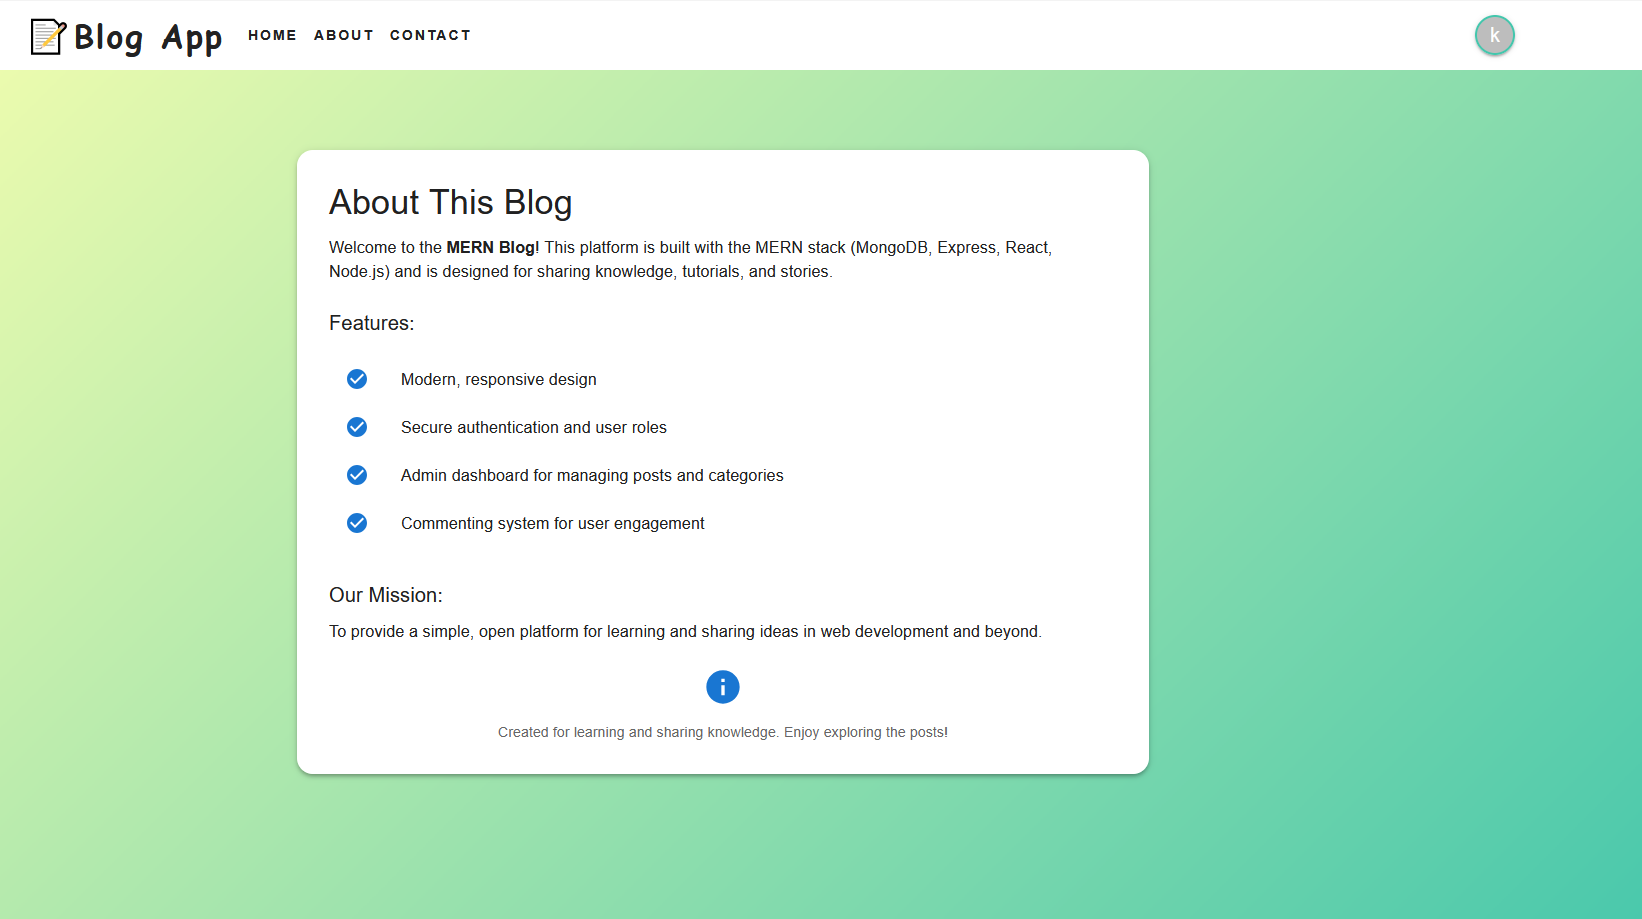 Blog App
HOME ABOUT CONTACT
k
About This Blog
Welcome to the MERN Blog! This platform is built with the MERN stack (MongoDB, Express, React,
Node.js) and is designed for sharing knowledge, tutorials, and stories.
Features:
Modern, responsive design
Secure authentication and user roles
Admin dashboard for managing posts and categories
Commenting system for user engagement
Our Mission:
To provide a simple, open platform for learning and sharing ideas in web development and beyond.
Created for learning and sharing knowledge. Enjoy exploring the posts!